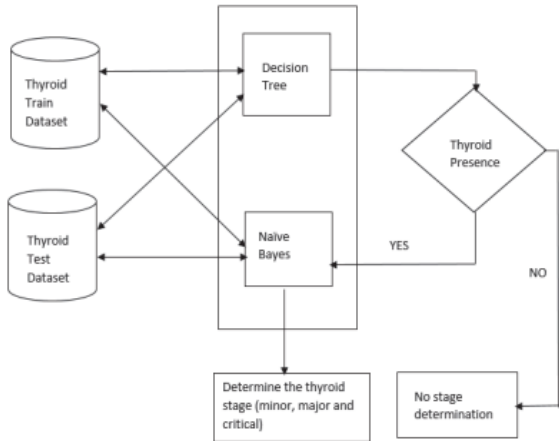 Thyroid
Train
Dataset
Decision
Tree
Thyroid
Presence
Thyroid
Test
Dataset
Naïve
Bayes
YES
NO
Determine the thyroid
stage (minor, major and
critical)
No stage
determination